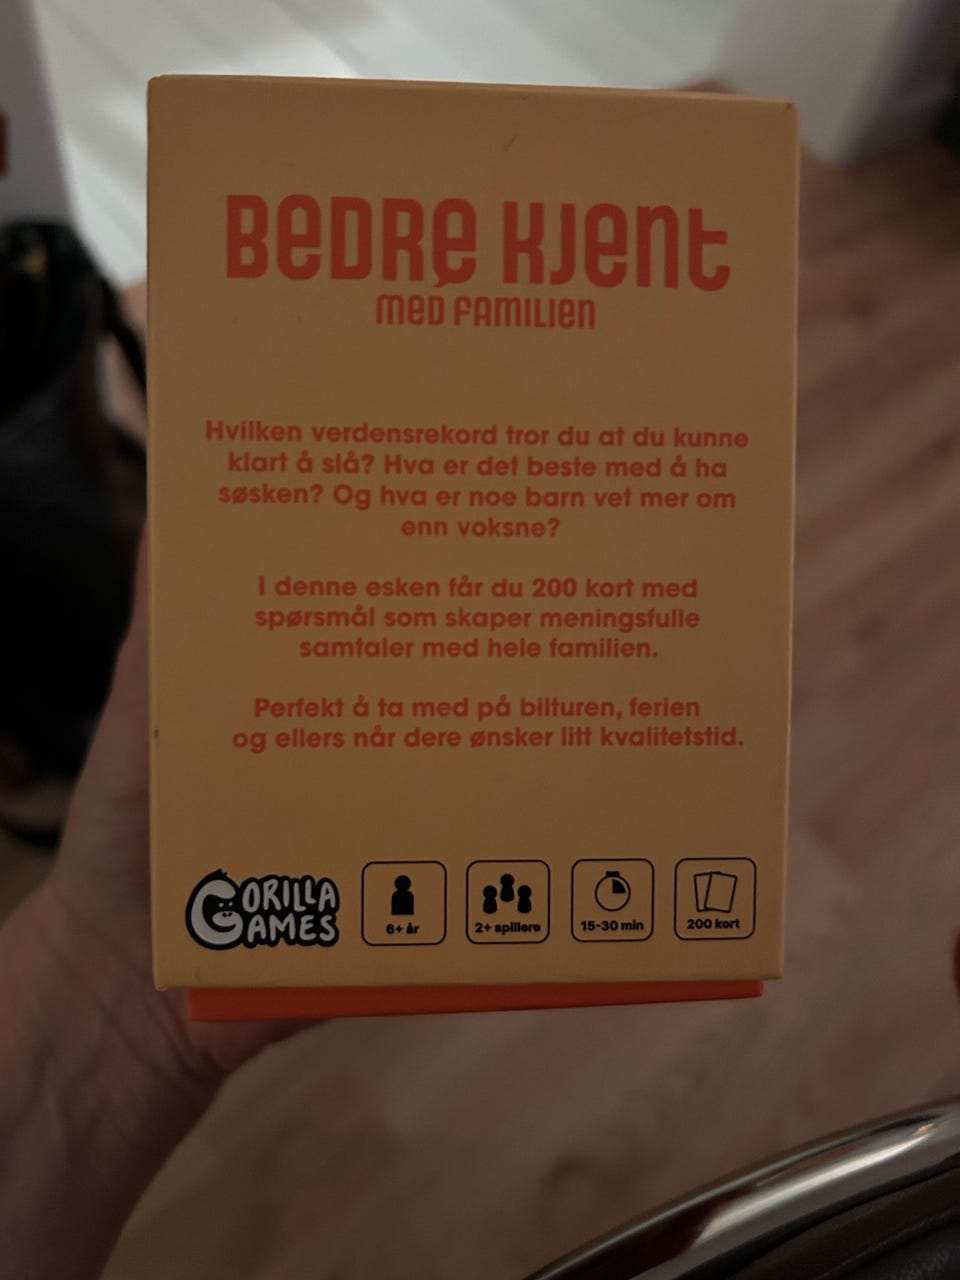 BEDRE KJENT
MED FAMILIEN
Hvilken verdensrekord tror du at du kunne
klart å slå? Hva er det beste med å ha
søsken? Og hva er noe barn vet mer om
enn voksne?
I denne esken får du 200 kort med
spørsmål som skaper meningsfulle
samtaler med hele familien.
Perfekt å ta med på bilturen, ferien
og ellers når dere ønsker litt kvalitetstid.
GORILLA
GAMES
6+ år
2+ spillere
15-30 min
200 kort